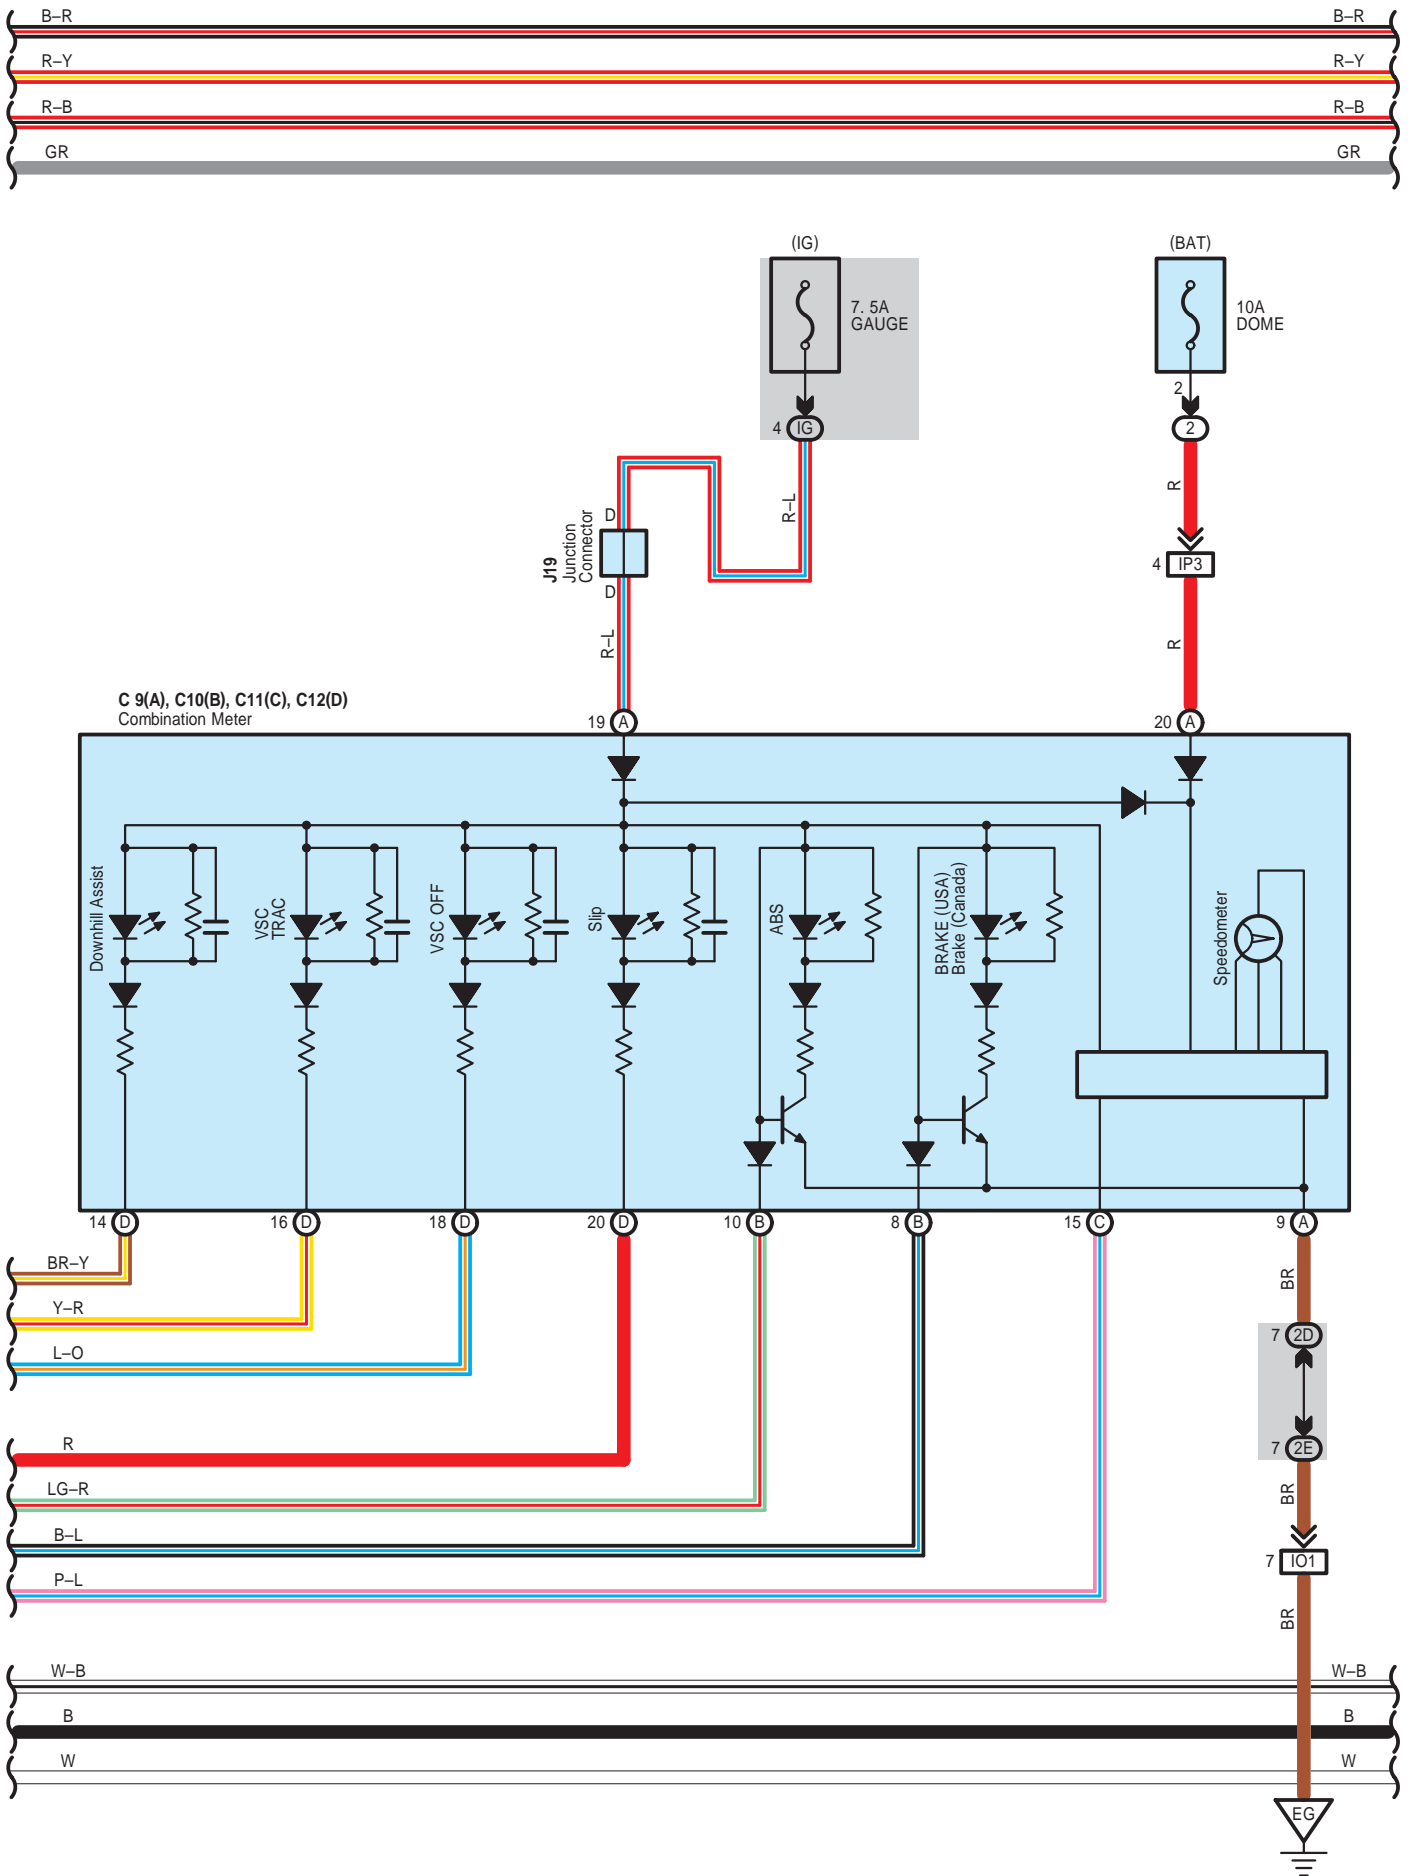 B–R B–R
R–Y R–Y
R–B R–B
GR GR
(IG) (BAT)
7. 5A
GAUGE
10A
DOME
2
4 IG
2
R–L
R
D
J19
Junction
Connector
D
4 IP3
R–L
R
C 9(A), C10(B), C11(C), C12(D)
Combination Meter
19 A
20 A
Downhill Assist
VSC
TRAC
VSC OFF
Slip
ABS
BRAKE (USA)
Brake (Canada)
Speedometer
14 D
16 D
18 D
20 D
10 B
8 B
15 C
9 A
BR–Y
BR
Y–R
7 2D
L–O
R
7 2E
LG–R
BR
B–L
7 IO1
P–L
BR
W–B W–B
B B
W W
EG